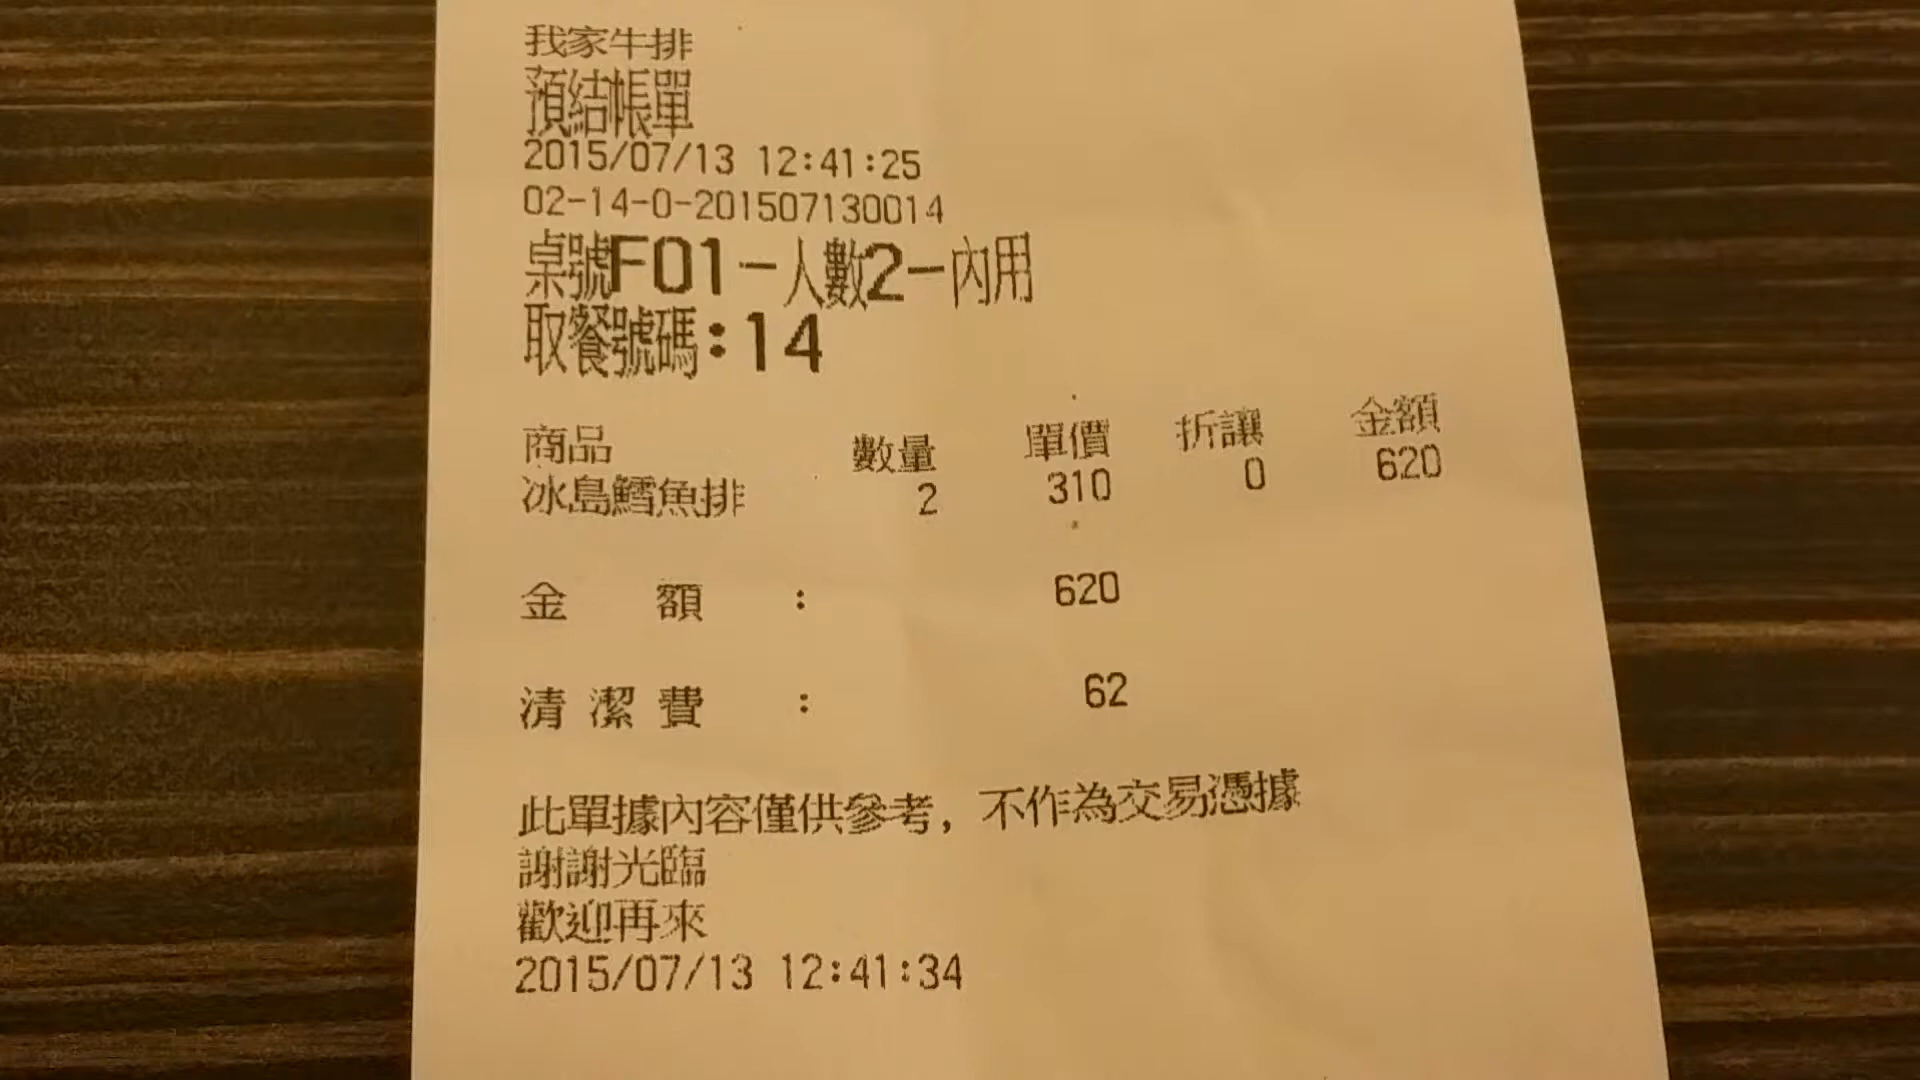 我家牛排
預結帳單
2015/07/13 12:41:25
02-14-0-201507130014
桌號F01-人數2-內用
取餐號碼:14
商品 數量 單價 折讓 金額
冰島鱈魚排 2 310 0 620
金 額 : 620
清 潔 費 : 62
此單據內容僅供參考, 不作為交易憑據
謝謝光臨
歡迎再來
2015/07/13 12:41:34